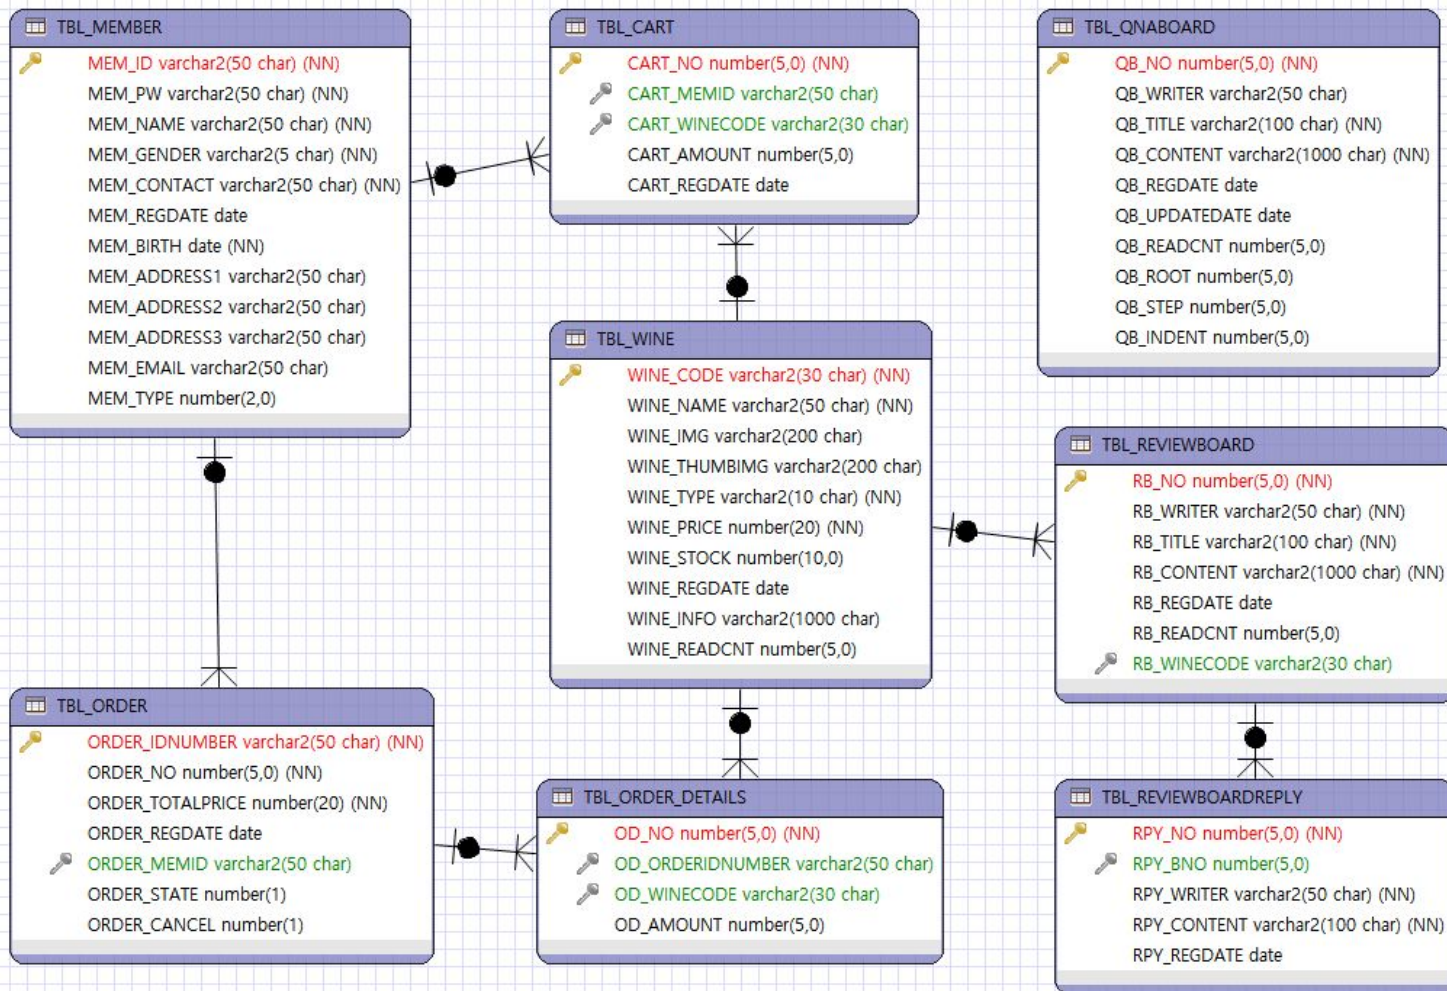 TBL_MEMBER
MEM_ID varchar2(50 char) (NN)
MEM_PW varchar2(50 char) (NN)
MEM_NAME varchar2(50 char) (NN)
MEM_GENDER varchar2(5 char) (NN)
MEM_CONTACT varchar2(50 char) (NN)
MEM_REGDATE date
MEM_BIRTH date (NN)
MEM_ADDRESS1 varchar2(50 char)
MEM_ADDRESS2 varchar2(50 char)
MEM_ADDRESS3 varchar2(50 char)
MEM_EMAIL varchar2(50 char)
MEM_TYPE number(2,0)
TBL_CART
CART_NO number(5,0) (NN)
CART_MEMID varchar2(50 char)
CART_WINECODE varchar2(30 char)
CART_AMOUNT number(5,0)
CART_REGDATE date
TBL_QNABOARD
QB_NO number(5,0) (NN)
QB_WRITER varchar2(50 char)
QB_TITLE varchar2(100 char) (NN)
QB_CONTENT varchar2(1000 char) (NN)
QB_REGDATE date
QB_UPDATEDATE date
QB_READCNT number(5,0)
QB_ROOT number(5,0)
QB_STEP number(5,0)
QB_INDENT number(5,0)
TBL_WINE
WINE_CODE varchar2(30 char) (NN)
WINE_NAME varchar2(50 char) (NN)
WINE_IMG varchar2(200 char)
WINE_THUMBIMG varchar2(200 char)
WINE_TYPE varchar2(10 char) (NN)
WINE_PRICE number(20) (NN)
WINE_STOCK number(10,0)
WINE_REGDATE date
WINE_INFO varchar2(1000 char)
WINE_READCNT number(5,0)
TBL_REVIEWBOARD
RB_NO number(5,0) (NN)
RB_WRITER varchar2(50 char) (NN)
RB_TITLE varchar2(100 char) (NN)
RB_CONTENT varchar2(1000 char) (NN)
RB_REGDATE date
RB_READCNT number(5,0)
RB_WINECODE varchar2(30 char)
TBL_ORDER
ORDER_IDNUMBER varchar2(50 char) (NN)
ORDER_NO number(5,0) (NN)
ORDER_TOTALPRICE number(20) (NN)
ORDER_REGDATE date
ORDER_MEMID varchar2(50 char)
ORDER_STATE number(1)
ORDER_CANCEL number(1)
TBL_ORDER_DETAILS
OD_NO number(5,0) (NN)
OD_ORDERIDNUMBER varchar2(50 char)
OD_WINECODE varchar2(30 char)
OD_AMOUNT number(5,0)
TBL_REVIEWBOARDREPLY
RPY_NO number(5,0) (NN)
RPY_BNO number(5,0)
RPY_WRITER varchar2(50 char) (NN)
RPY_CONTENT varchar2(100 char) (NN)
RPY_REGDATE date